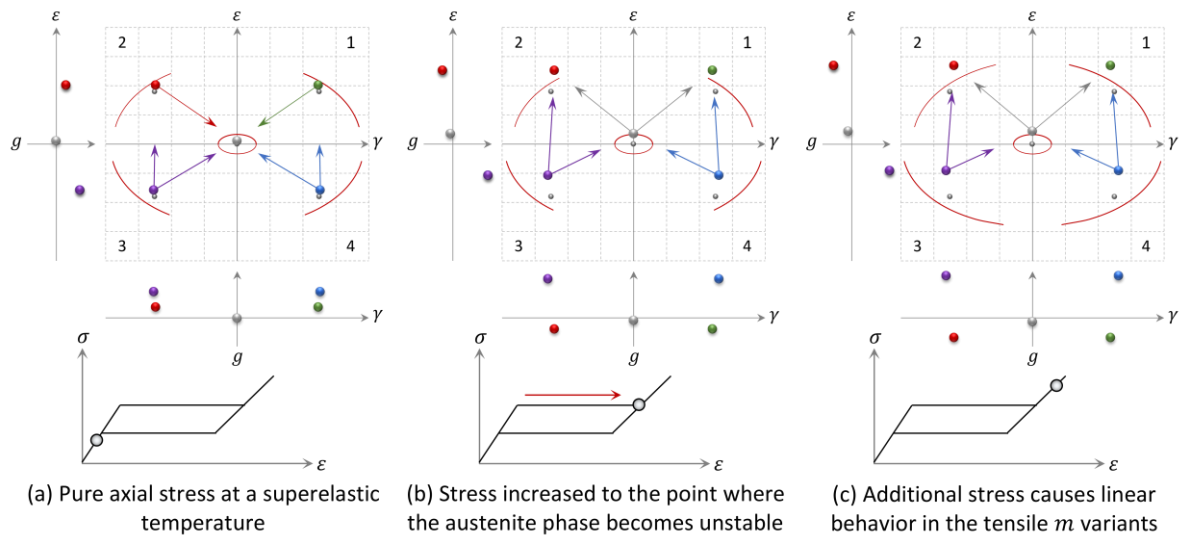 ε
ε
2
1
g
γ
3
4
γ
σ
g
ε
(a) Pure axial stress at a superelastic
temperature
ε
ε
2
1
g
γ
3
4
γ
σ
g
ε
(b) Stress increased to the point where
the austenite phase becomes unstable
ε
ε
2
1
g
γ
3
4
γ
σ
g
ε
(c) Additional stress causes linear
behavior in the tensile m variants